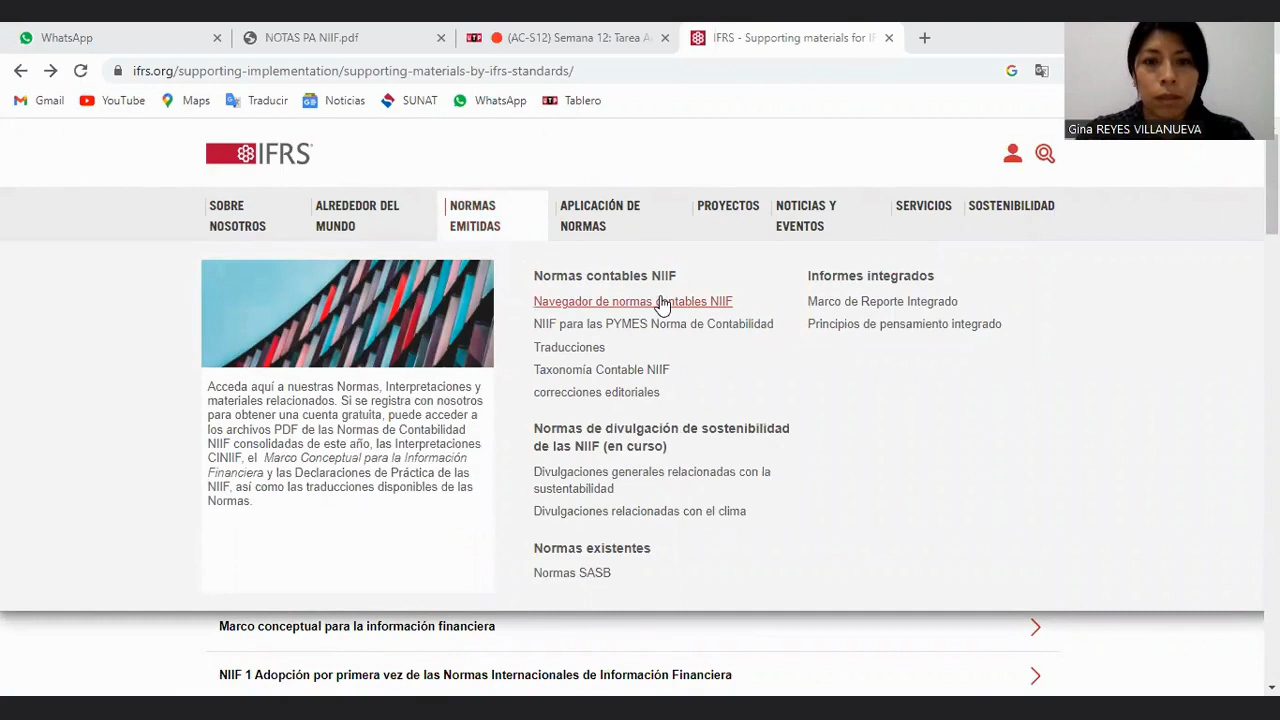 WhatsApp
NOTAS PA NIIF.pdf
UTP
(AC-S12) Semana 12: Tarea A
IFRS - Supporting materials for I
ifrs.org/supporting-implementation/supporting-materials-by-ifrs-standards/
Gmail
YouTube
Maps
Traducir
Noticias
SUNAT
WhatsApp
UTP
Tablero
Gina REYES VILLANUEVA
IFRS
SOBRE
NOSOTROS
ALREDEDOR DEL
MUNDO
NORMAS
EMITIDAS
APLICACIÓN DE
NORMAS
PROYECTOS
NOTICIAS Y
EVENTOS
SERVICIOS
SOSTENIBILIDAD
Acceda aquí a nuestras Normas, Interpretaciones y
materiales relacionados. Si se registra con nosotros
para obtener una cuenta gratuita, puede acceder a
los archivos PDF de las Normas de Contabilidad
NIIF consolidadas de este año, las Interpretaciones
CINIIF, el Marco Conceptual para la Información
Financiera y las Declaraciones de Práctica de las
NIIF, así como las traducciones disponibles de las
Normas.
Normas contables NIIF
Navegador de normas contables NIIF
NIIF para las PYMES Norma de Contabilidad
Traducciones
Taxonomía Contable NIIF
correcciones editoriales
Normas de divulgación de sostenibilidad
de las NIIF (en curso)
Divulgaciones generales relacionadas con la
sustentabilidad
Divulgaciones relacionadas con el clima
Normas existentes
Normas SASB
Informes integrados
Marco de Reporte Integrado
Principios de pensamiento integrado
Marco conceptual para la información financiera
NIIF 1 Adopción por primera vez de las Normas Internacionales de Información Financiera